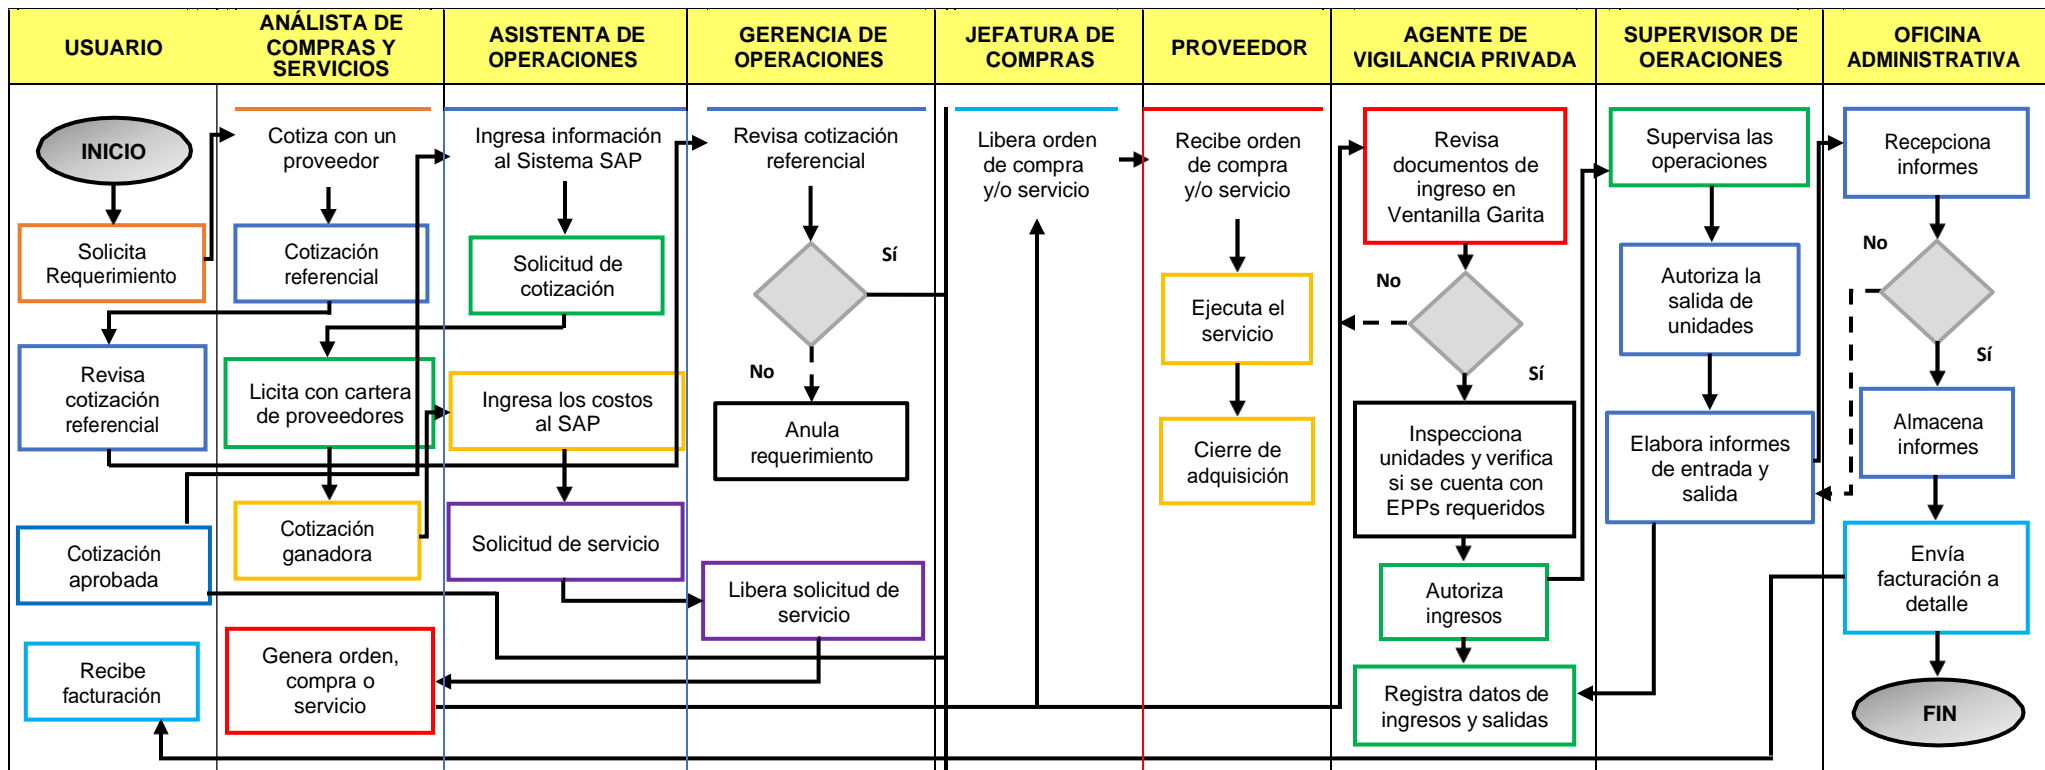 USUARIO
ANÁLISTA DE
COMPRAS Y
SERVICIOS
ASISTENTA DE
OPERACIONES
GERENCIA DE
OPERACIONES
JEFATURA DE
COMPRAS
PROVEEDOR
AGENTE DE
VIGILANCIA PRIVADA
SUPERVISOR DE
OERACIONES
OFICINA
ADMINISTRATIVA
INICIO
Solicita
Requerimiento
Revisa
cotización
referencial
Cotización
aprobada
Recibe
facturación
Cotiza con un
proveedor
Cotización
referencial
Licita con cartera
de proveedores
Cotización
ganadora
Genera orden,
compra o
servicio
Ingresa información
al Sistema SAP
Solicitud de
cotización
Ingresa los costos
al SAP
Solicitud de servicio
Revisa cotización
referencial
Sí
No
Anula
requerimiento
Libera solicitud de
servicio
Libera orden
de compra
y/o servicio
Recibe orden
de compra
y/o servicio
Ejecuta el
servicio
Cierre de
adquisición
Revisa
documentos de
ingreso en
Ventanilla Garita
No
Sí
Inspecciona
unidades y verifica
si se cuenta con
EPPs requeridos
Autoriza
ingresos
Registra datos de
ingresos y salidas
Supervisa las
operaciones
Autoriza la
salida de
unidades
Elabora informes
de entrada y
salida
Recepciona
informes
No
Sí
Almacena
informes
Envía
facturación a
detalle
FIN